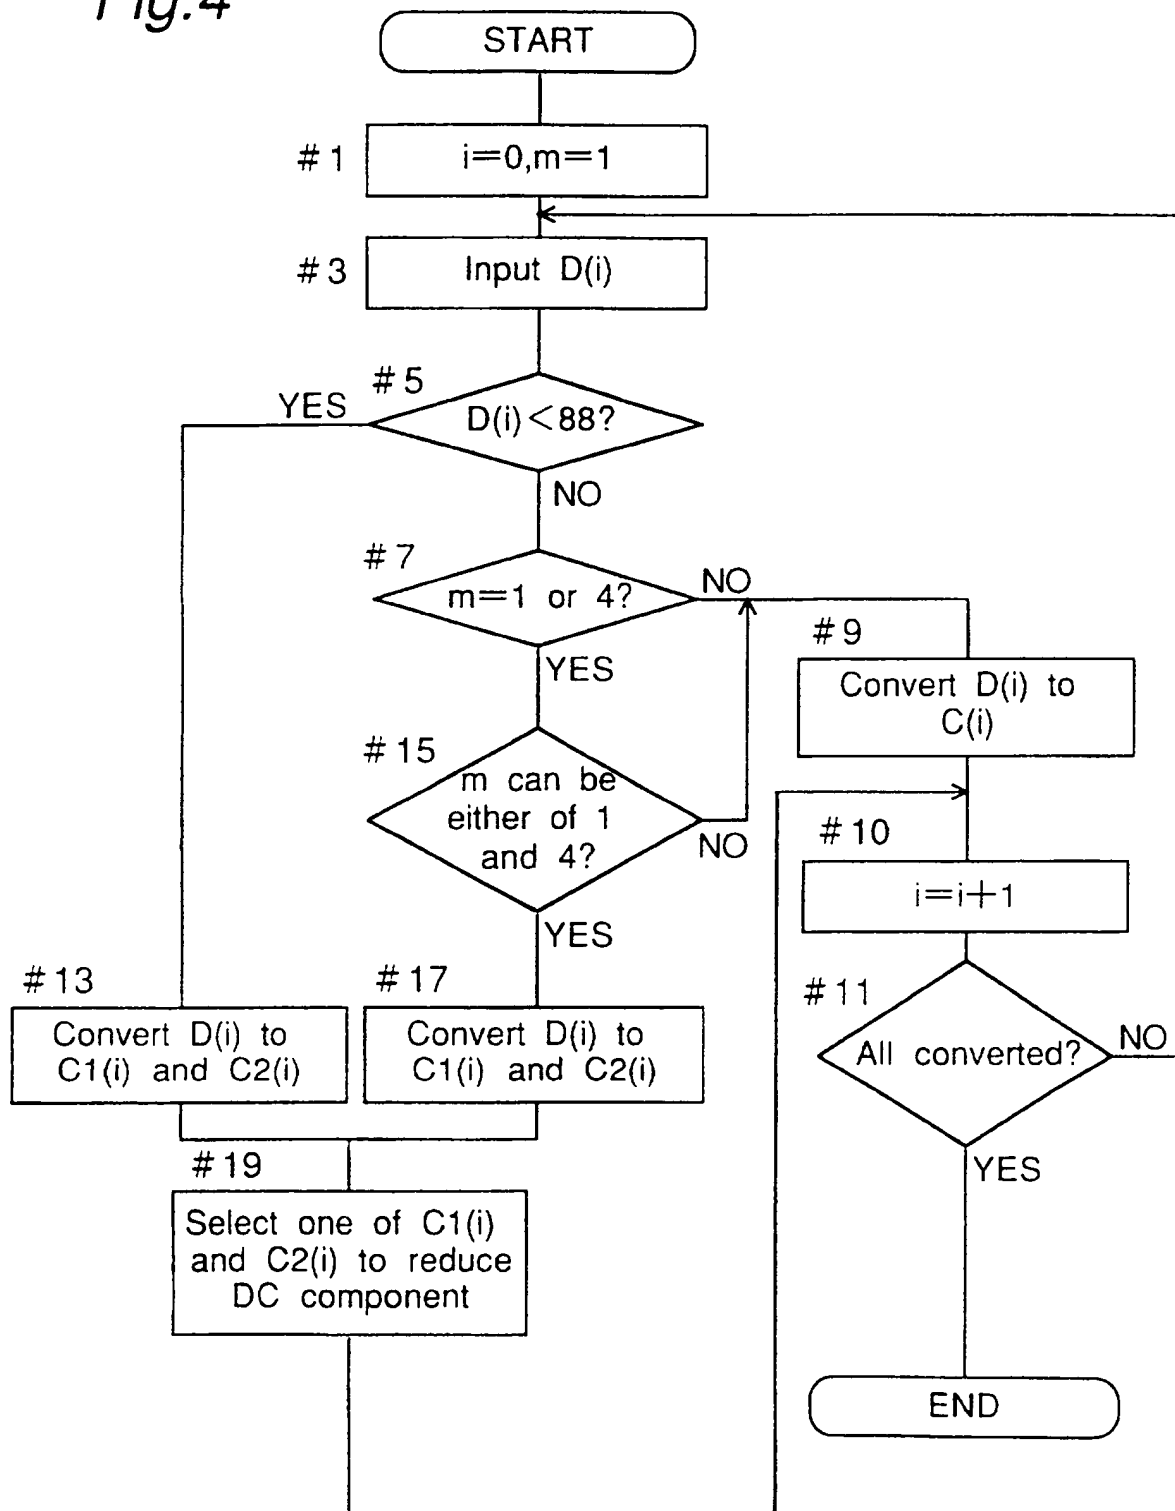 Fig.4
START
#1
i=0,m=1
#3
Input D(i)
#5
YES
D(i)<88?
NO
#7
m=1 or 4?
NO
YES
#9
Convert D(i) to
C(i)
#15
m can be
either of 1
and 4?
NO
YES
#10
i=i+1
#13
Convert D(i) to
C1(i) and C2(i)
#17
Convert D(i) to
C1(i) and C2(i)
#11
All converted?
NO
YES
#19
Select one of C1(i)
and C2(i) to reduce
DC component
END